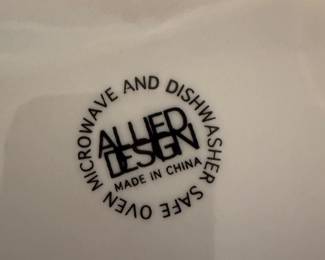 OVEN MICROWAVE AND DISHWASHER SAFE
ALLIED
DESIGN
MADE IN CHINA